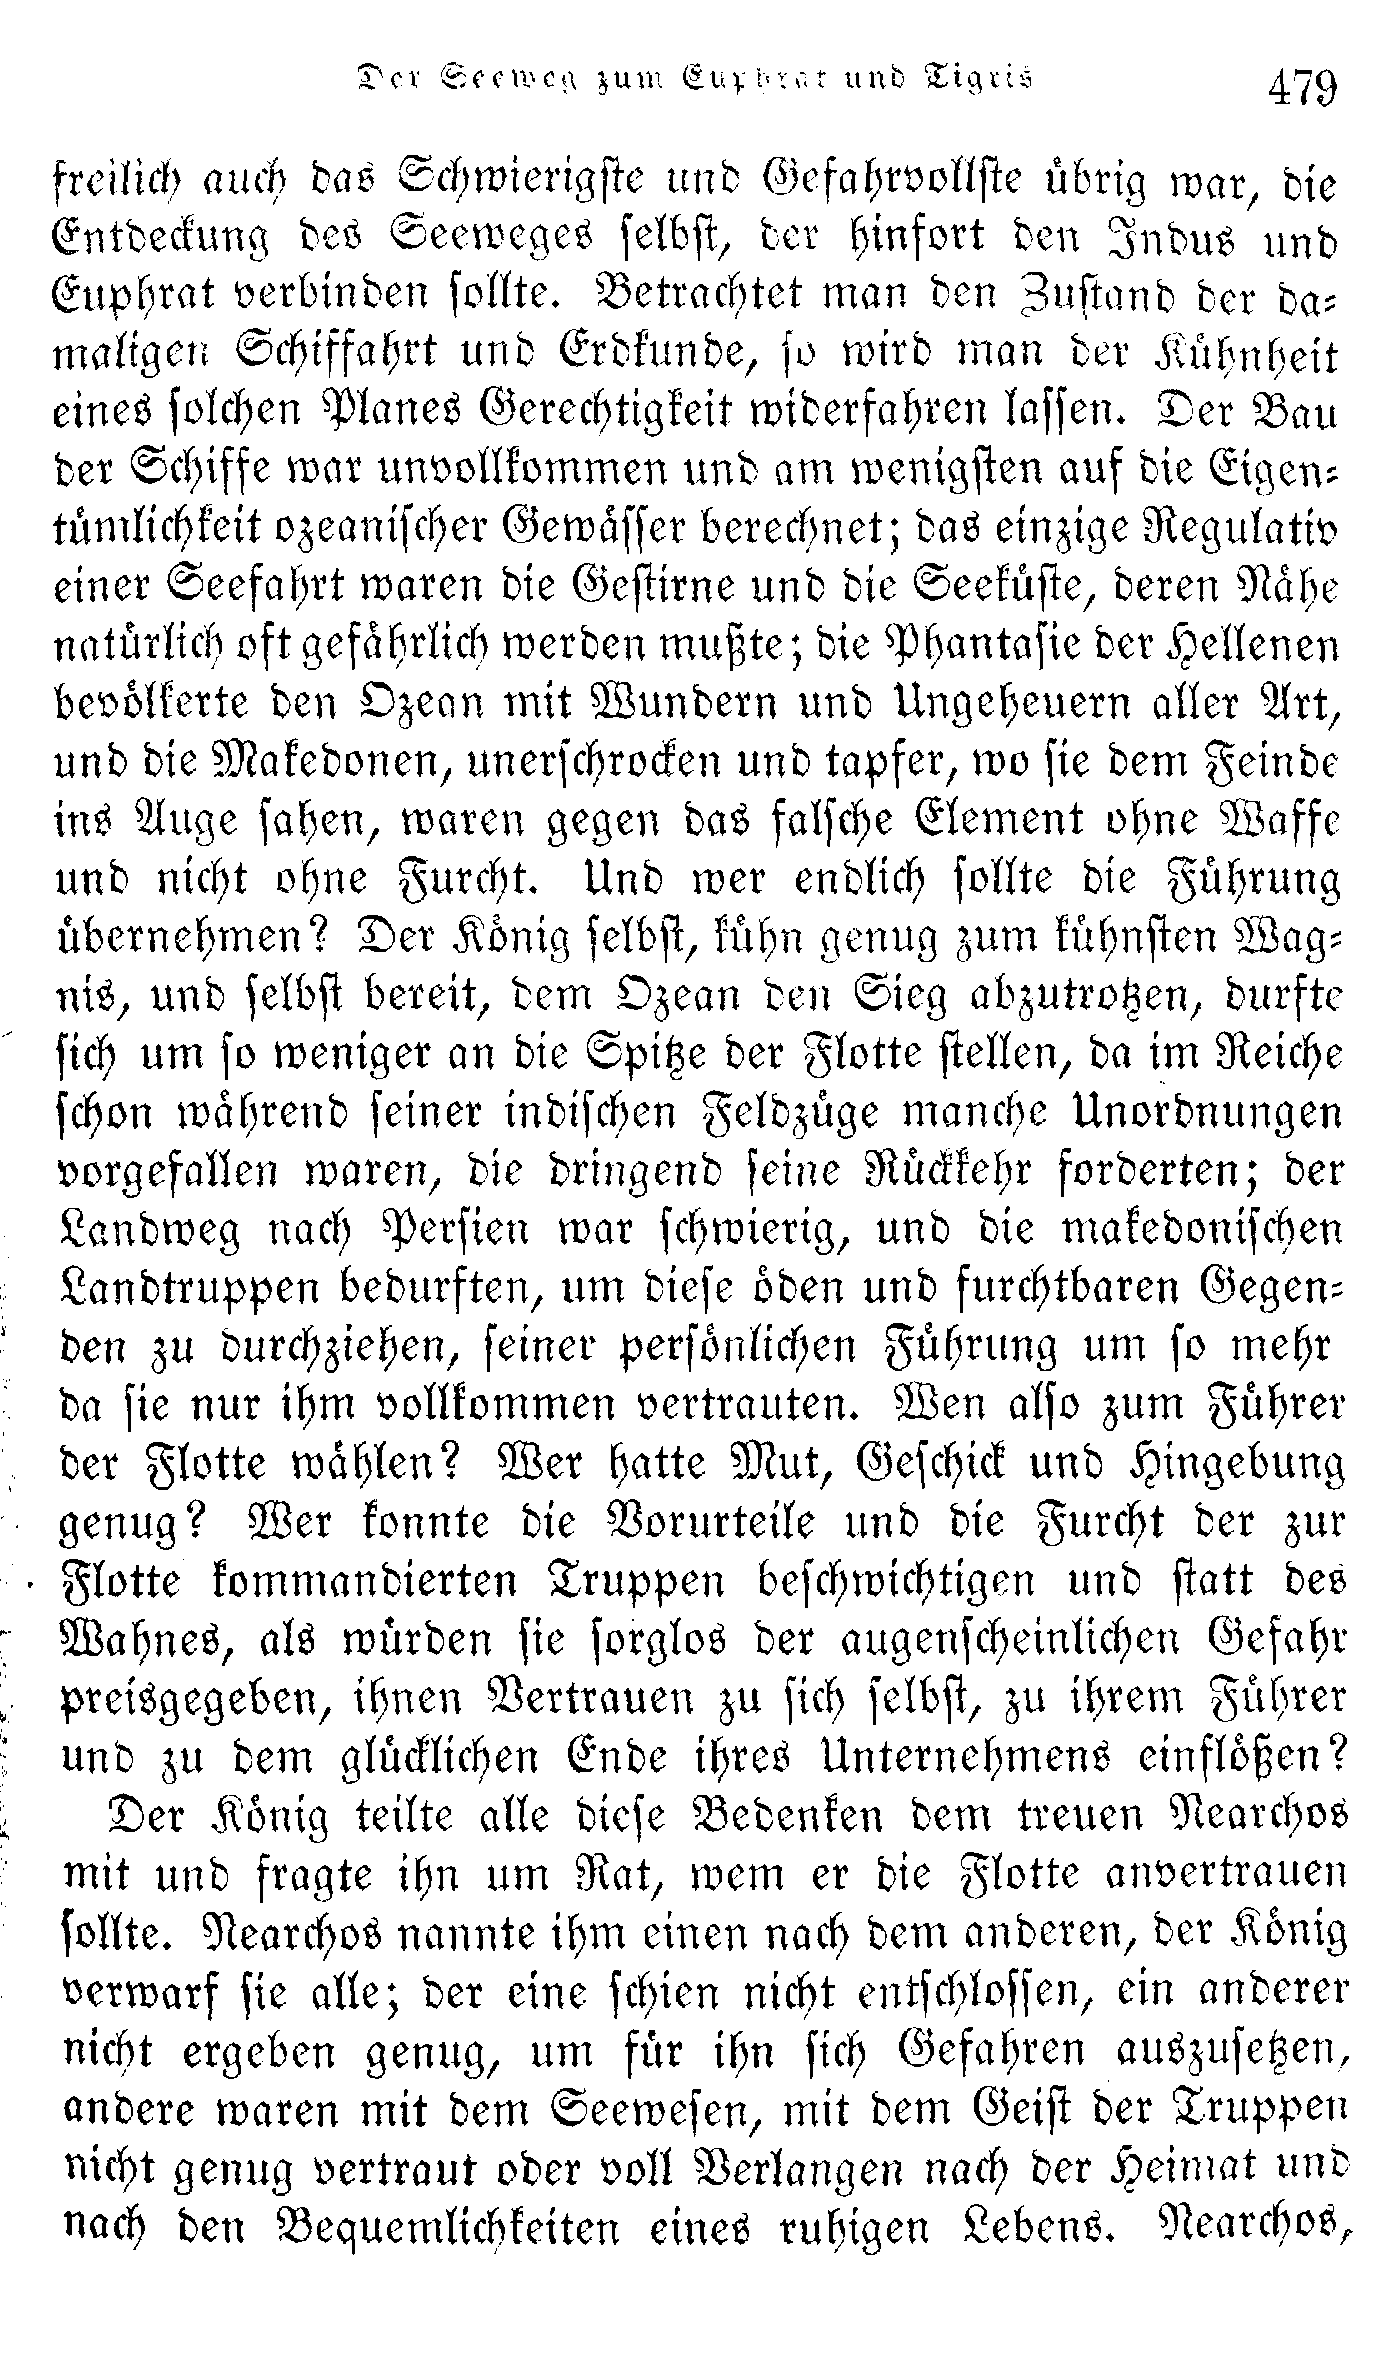 Der Seeweg zum Euphrat und Tigris 479
freilich auch das Schwierigste und Gefahrvollste übrig war, die
Entdeckung des Seeweges selbst, der hinfort den Indus und
Euphrat verbinden sollte. Betrachtet man den Zustand der da-
maligen Schiffahrt und Erdkunde, so wird man der Kühnheit
eines solchen Planes Gerechtigkeit widerfahren lassen. Der Bau
der Schiffe war unvollkommen und am wenigsten auf die Eigen-
tümlichkeit ozeanischer Gewässer berechnet; das einzige Regulativ
einer Seefahrt waren die Gestirne und die Seeküste, deren Nähe
natürlich oft gefährlich werden mußte; die Phantasie der Hellenen
bevölkerte den Ozean mit Wundern und Ungeheuern aller Art,
und die Makedonen, unerschrocken und tapfer, wo sie dem Feinde
ins Auge sahen, waren gegen das falsche Element ohne Waffe
und nicht ohne Furcht. Und wer endlich sollte die Führung
übernehmen? Der König selbst, kühn genug zum kühnsten Wag-
nis, und selbst bereit, dem Ozean den Sieg abzutrotzen, durfte
sich um so weniger an die Spitze der Flotte stellen, da im Reiche
schon während seiner indischen Feldzüge manche Unordnungen
vorgefallen waren, die dringend seine Rückkehr forderten; der
Landweg nach Persien war schwierig, und die makedonischen
Landtruppen bedurften, um diese öden und furchtbaren Gegen-
den zu durchziehen, seiner persönlichen Führung um so mehr
da sie nur ihm vollkommen vertrauten. Wen also zum Führer
der Flotte wählen? Wer hatte Mut, Geschick und Hingebung
genug? Wer konnte die Vorurteile und die Furcht der zur
Flotte kommandierten Truppen beschwichtigen und statt des
Wahnes, als würden sie sorglos der augenscheinlichen Gefahr
preisgegeben, ihnen Vertrauen zu sich selbst, zu ihrem Führer
und zu dem glücklichen Ende ihres Unternehmens einflößen?
Der König teilte alle diese Bedenken dem treuen Nearchos
mit und fragte ihn um Rat, wem er die Flotte anvertrauen
sollte. Nearchos nannte ihm einen nach dem anderen, der König
verwarf sie alle; der eine schien nicht entschlossen, ein anderer
nicht ergeben genug, um für ihn sich Gefahren auszusetzen,
andere waren mit dem Seewesen, mit dem Geist der Truppen
nicht genug vertraut oder voll Verlangen nach der Heimat und
nach den Bequemlichkeiten eines ruhigen Lebens. Nearchos,